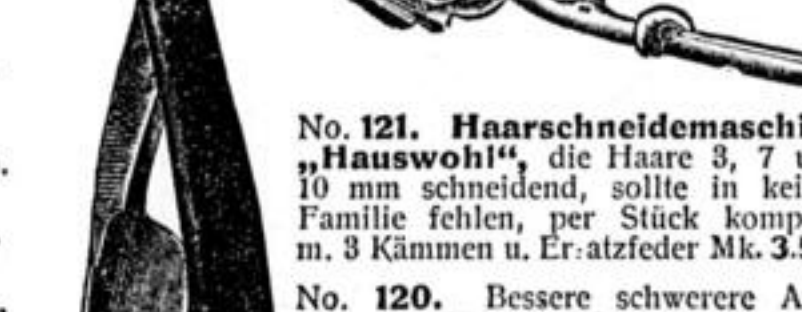 No. 121. Haarschneidemaschi
„Hauswohl“, die Haare 3, 7 u
10 mm schneidend, sollte in kei
Familie fehlen, per Stück komp
m. 3 Kämmen u. Er:atzfeder Mk. 3.
No. 120. Bessere schwerere A